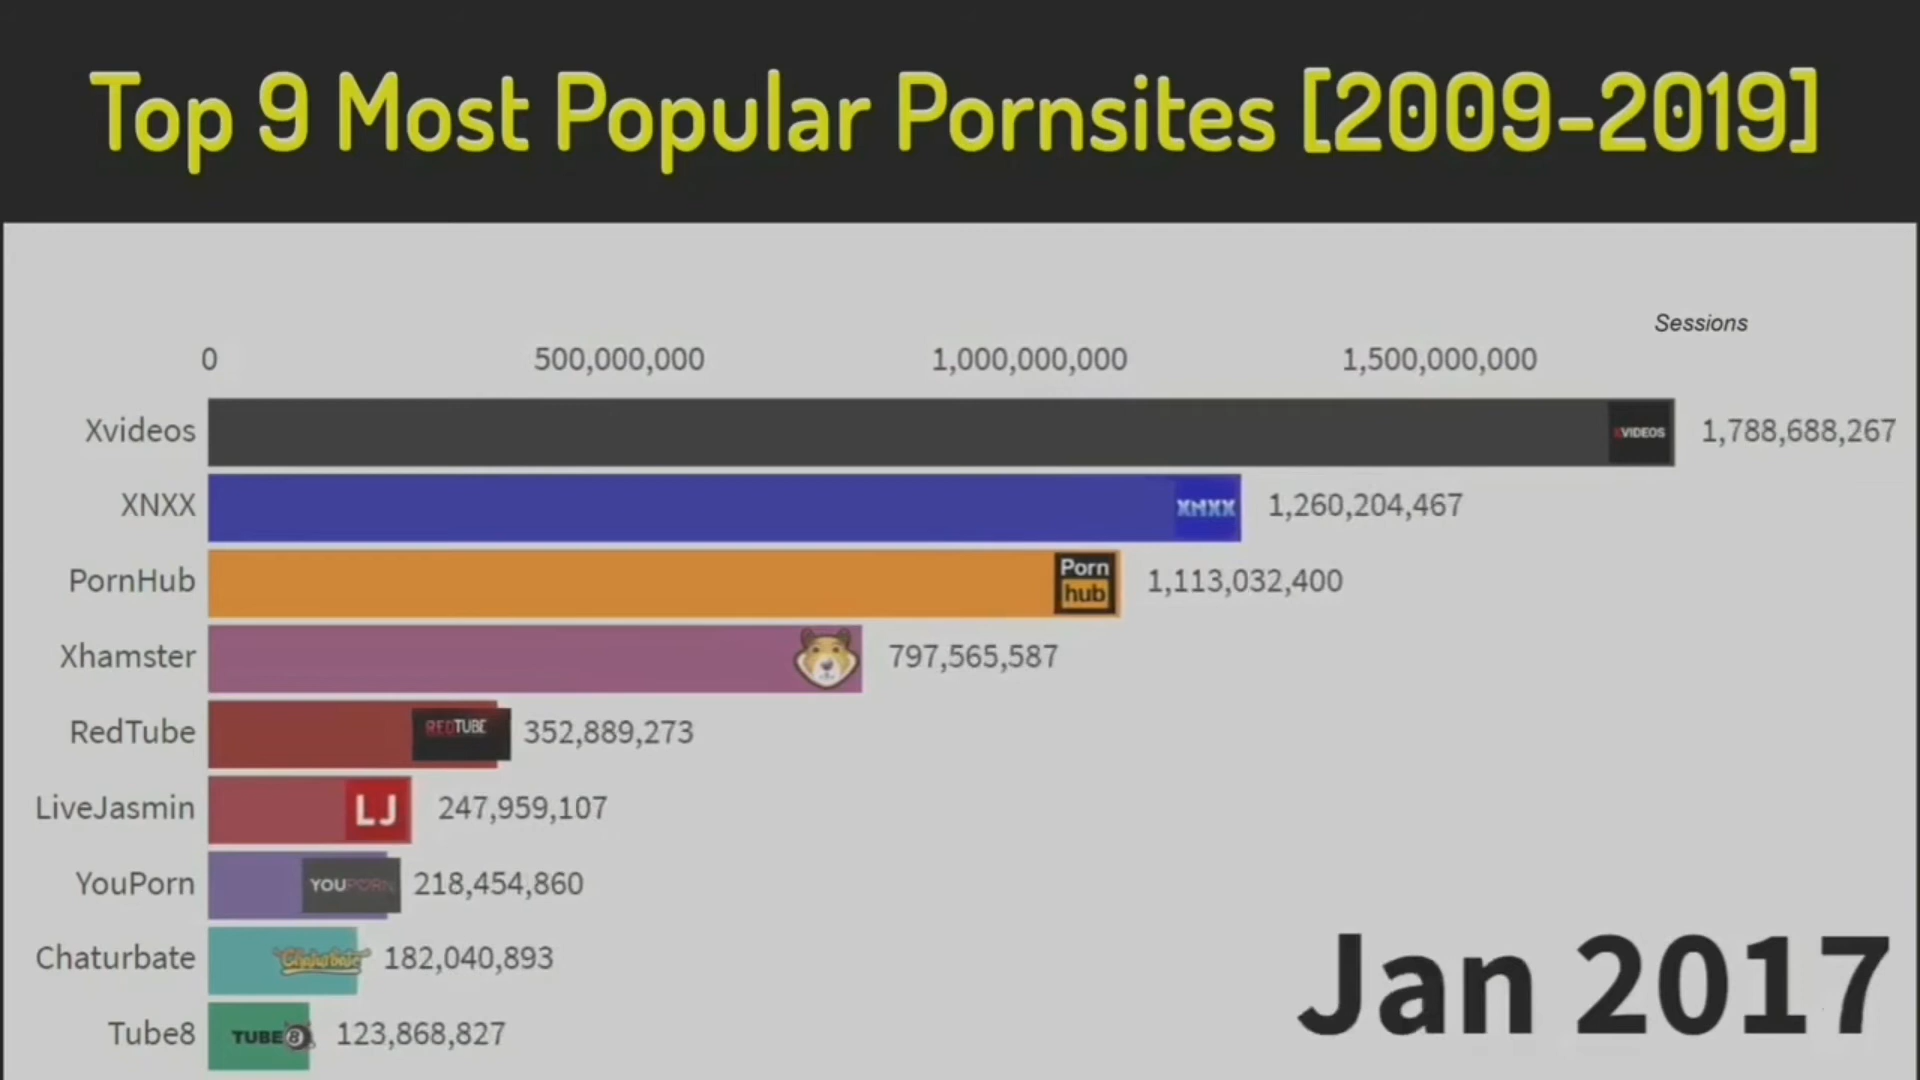 Top 9 Most Popular Pornsites [2009-2019]
Sessions
0 500,000,000 1,000,000,000 1,500,000,000
Xvideos XVIDEOS 1,788,688,267
XNXX XNXX 1,260,204,467
PornHub Porn hub 1,113,032,400
Xhamster 797,565,587
RedTube REDTUBE 352,889,273
LiveJasmin LJ 247,959,107
YouPorn YOUPORN 218,454,860
Chaturbate Chaturbate 182,040,893
Tube8 TUBE8 123,868,827
Jan 2017